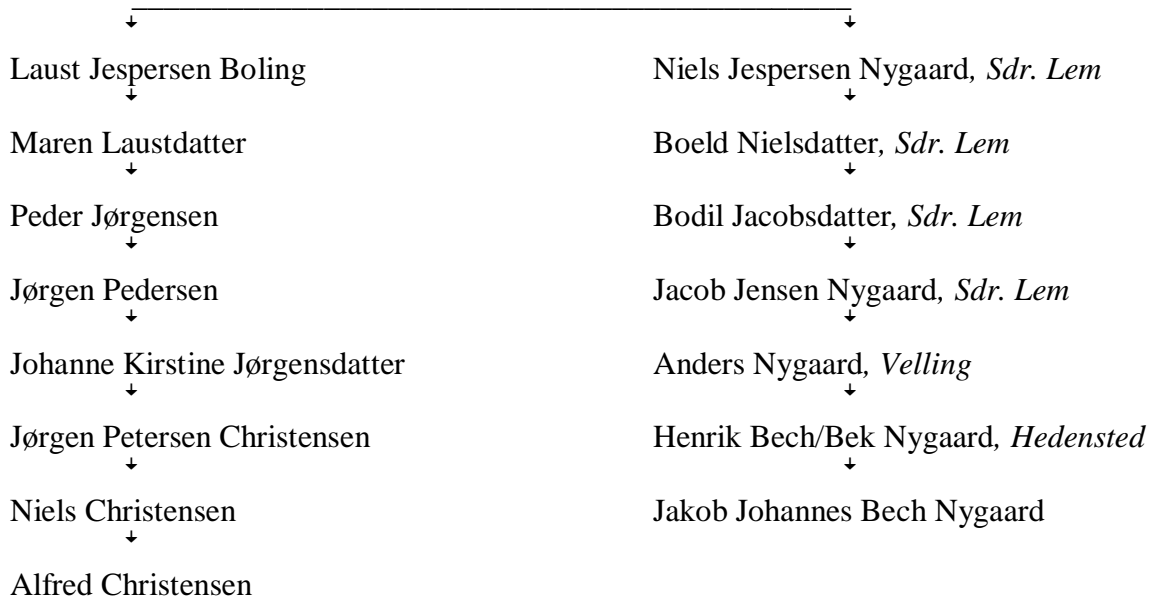 Laust Jespersen Boling Niels Jespersen Nygaard, Sdr. Lem
Maren Laustdatter Boeld Nielsdatter, Sdr. Lem
Peder Jørgensen Bodil Jacobsdatter, Sdr. Lem
Jørgen Pedersen Jacob Jensen Nygaard, Sdr. Lem
Johanne Kirstine Jørgensdatter Anders Nygaard, Velling
Jørgen Petersen Christensen Henrik Bech/Bek Nygaard, Hedensted
Niels Christensen Jakob Johannes Bech Nygaard
Alfred Christensen